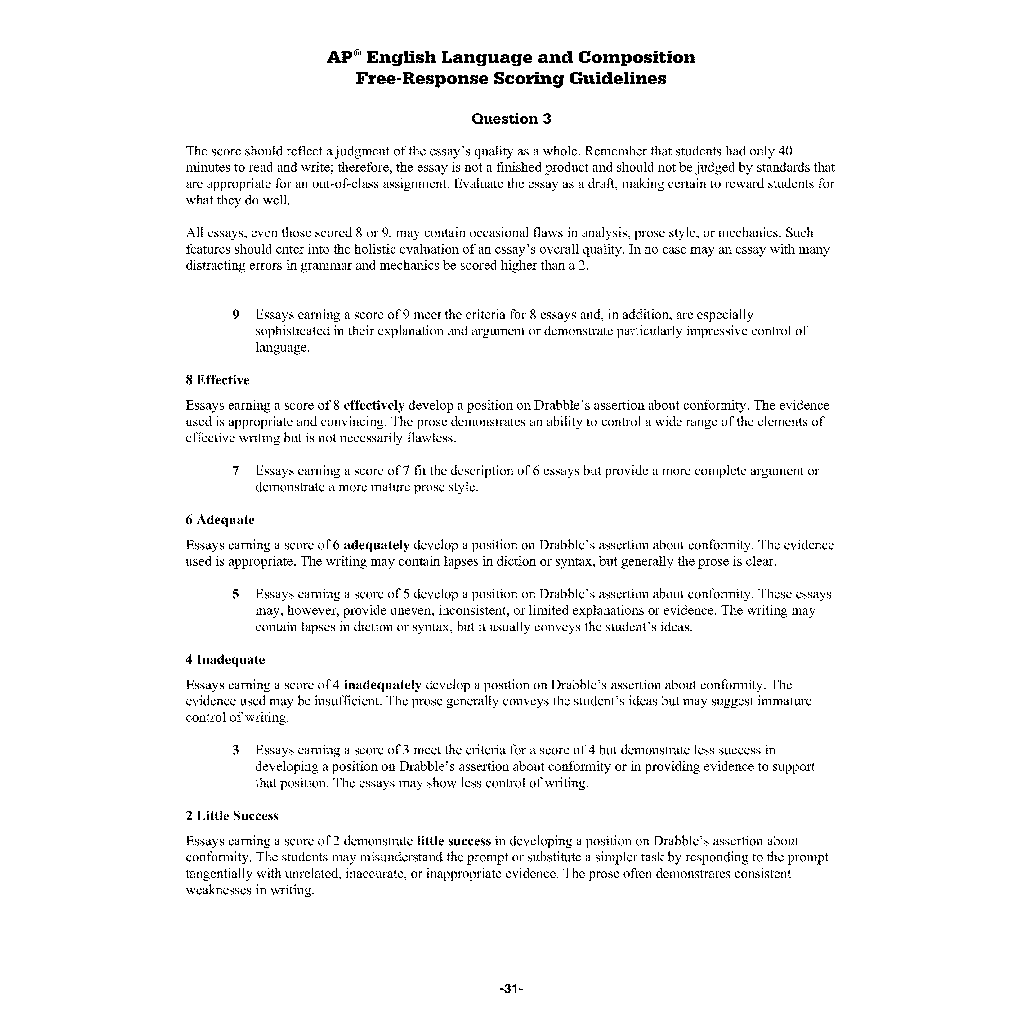 AP® English Language and Composition
Free-Response Scoring Guidelines
Question 3
The score should reflect a judgment of the essay's quality as a whole. Remember that students had only 40
minutes to read and write; therefore, the essay is not a finished product and should not be judged by standards that
are appropriate for an out-of-class assignment. Evaluate the essay as a draft, making certain to reward students for
what they do well.
All essays, even those scored 8 or 9, may contain occasional flaws in analysis, prose style, or mechanics. Such
features should enter into the holistic evaluation of an essay's overall quality. In no case may an essay with many
distracting errors in grammar and mechanics be scored higher than a 2.
9 Essays earning a score of 9 meet the criteria for 8 essays and, in addition, are especially
sophisticated in their explanation and argument or demonstrate particularly impressive control of
language.
8 Effective
Essays earning a score of 8 effectively develop a position on Drabble's assertion about conformity. The evidence
used is appropriate and convincing. The prose demonstrates an ability to control a wide range of the elements of
effective writing but is not necessarily flawless.
7 Essays earning a score of 7 fit the description of 6 essays but provide a more complete argument or
demonstrate a more mature prose style.
6 Adequate
Essays earning a score of 6 adequately develop a position on Drabble's assertion about conformity. The evidence
used is appropriate. The writing may contain lapses in diction or syntax, but generally the prose is clear.
5 Essays earning a score of 5 develop a position on Drabble's assertion about conformity. These essays
may, however, provide uneven, inconsistent, or limited explanations or evidence. The writing may
contain lapses in diction or syntax, but it usually conveys the student's ideas.
4 Inadequate
Essays earning a score of 4 inadequately develop a position on Drabble's assertion about conformity. The
evidence used may be insufficient. The prose generally conveys the student's ideas but may suggest immature
control of writing.
3 Essays earning a score of 3 meet the criteria for a score of 4 but demonstrate less success in
developing a position on Drabble's assertion about conformity or in providing evidence to support
that position. The essays may show less control of writing.
2 Little Success
Essays earning a score of 2 demonstrate little success in developing a position on Drabble's assertion about
conformity. The students may misunderstand the prompt or substitute a simpler task by responding to the prompt
tangentially with unrelated, inaccurate, or inappropriate evidence. The prose often demonstrates consistent
weaknesses in writing.
-31-